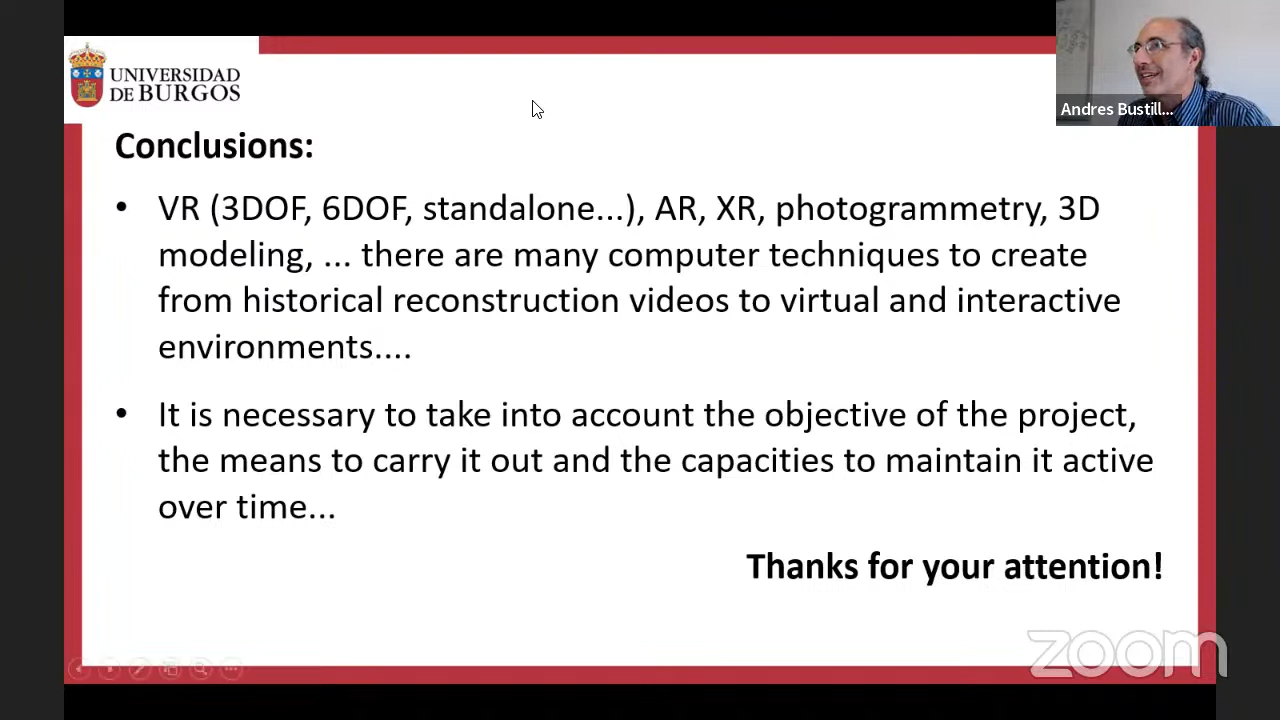 UNIVERSIDAD
DE BURGOS
Andres Bustill...
Conclusions:
• VR (3DOF, 6DOF, standalone...), AR, XR, photogrammetry, 3D
modeling, ... there are many computer techniques to create
from historical reconstruction videos to virtual and interactive
environments....
• It is necessary to take into account the objective of the project,
the means to carry it out and the capacities to maintain it active
over time...
Thanks for your attention!
zoom